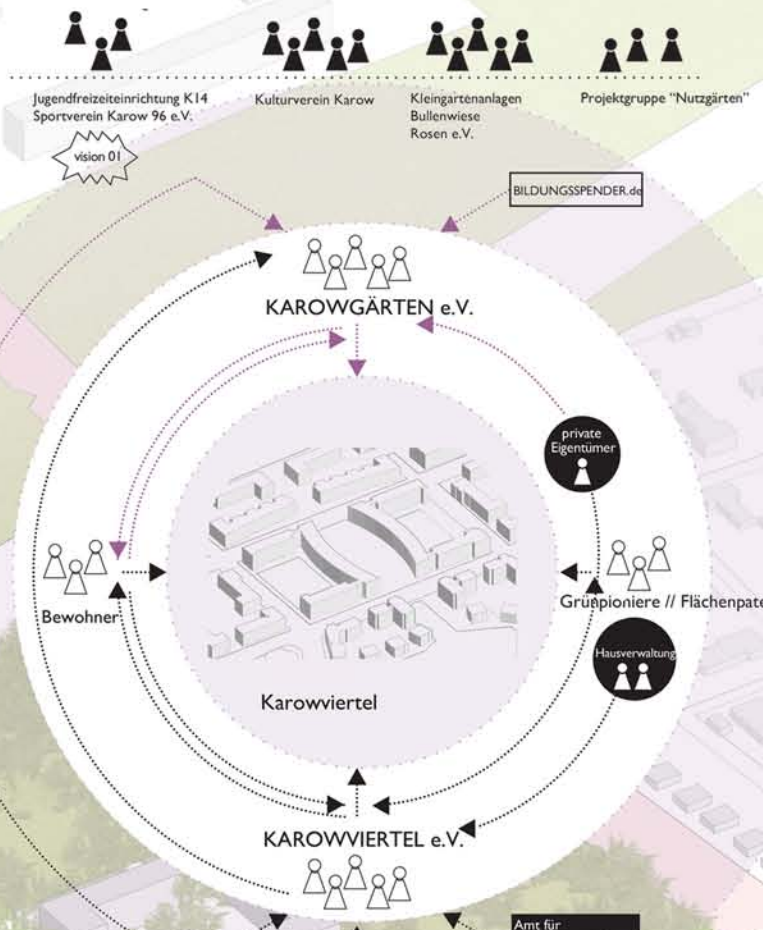 Jugendfreizeiteinrichtung K14
Sportverein Karow 96 e.V.
Kulturverein Karow
Kleingartenanlagen
Bullenwiese
Rosen e.V.
Projektgruppe "Nutzgärten"
vision 01
BILDUNGSSPENDER.de
KAROWGÄRTEN e.V.
private
Eigentümer
Bewohner
Grünpioniere // Flächenpate
Hausverwaltung
Karowviertel
KAROWVIERTEL e.V.
Amt für